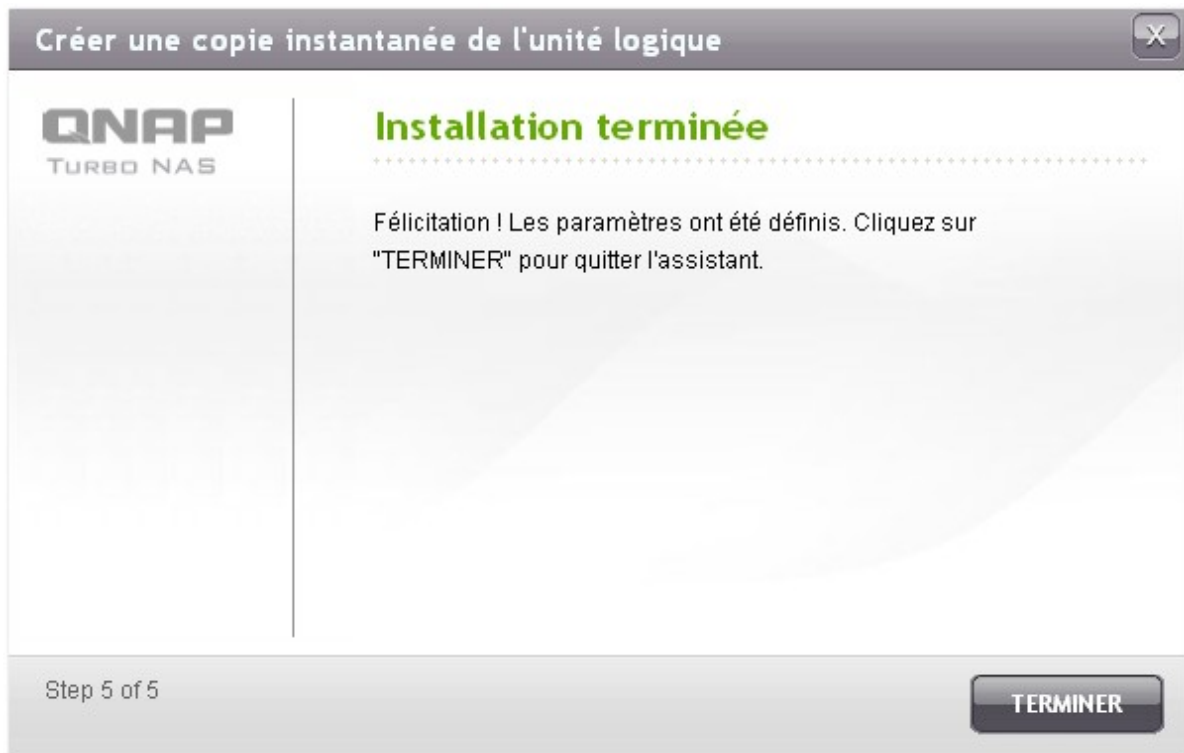 Créer une copie instantanée de l'unité logique
X
QNAP
TURBO NAS
Installation terminée
Félicitation ! Les paramètres ont été définis. Cliquez sur
"TERMINER" pour quitter l'assistant.
Step 5 of 5
TERMINER